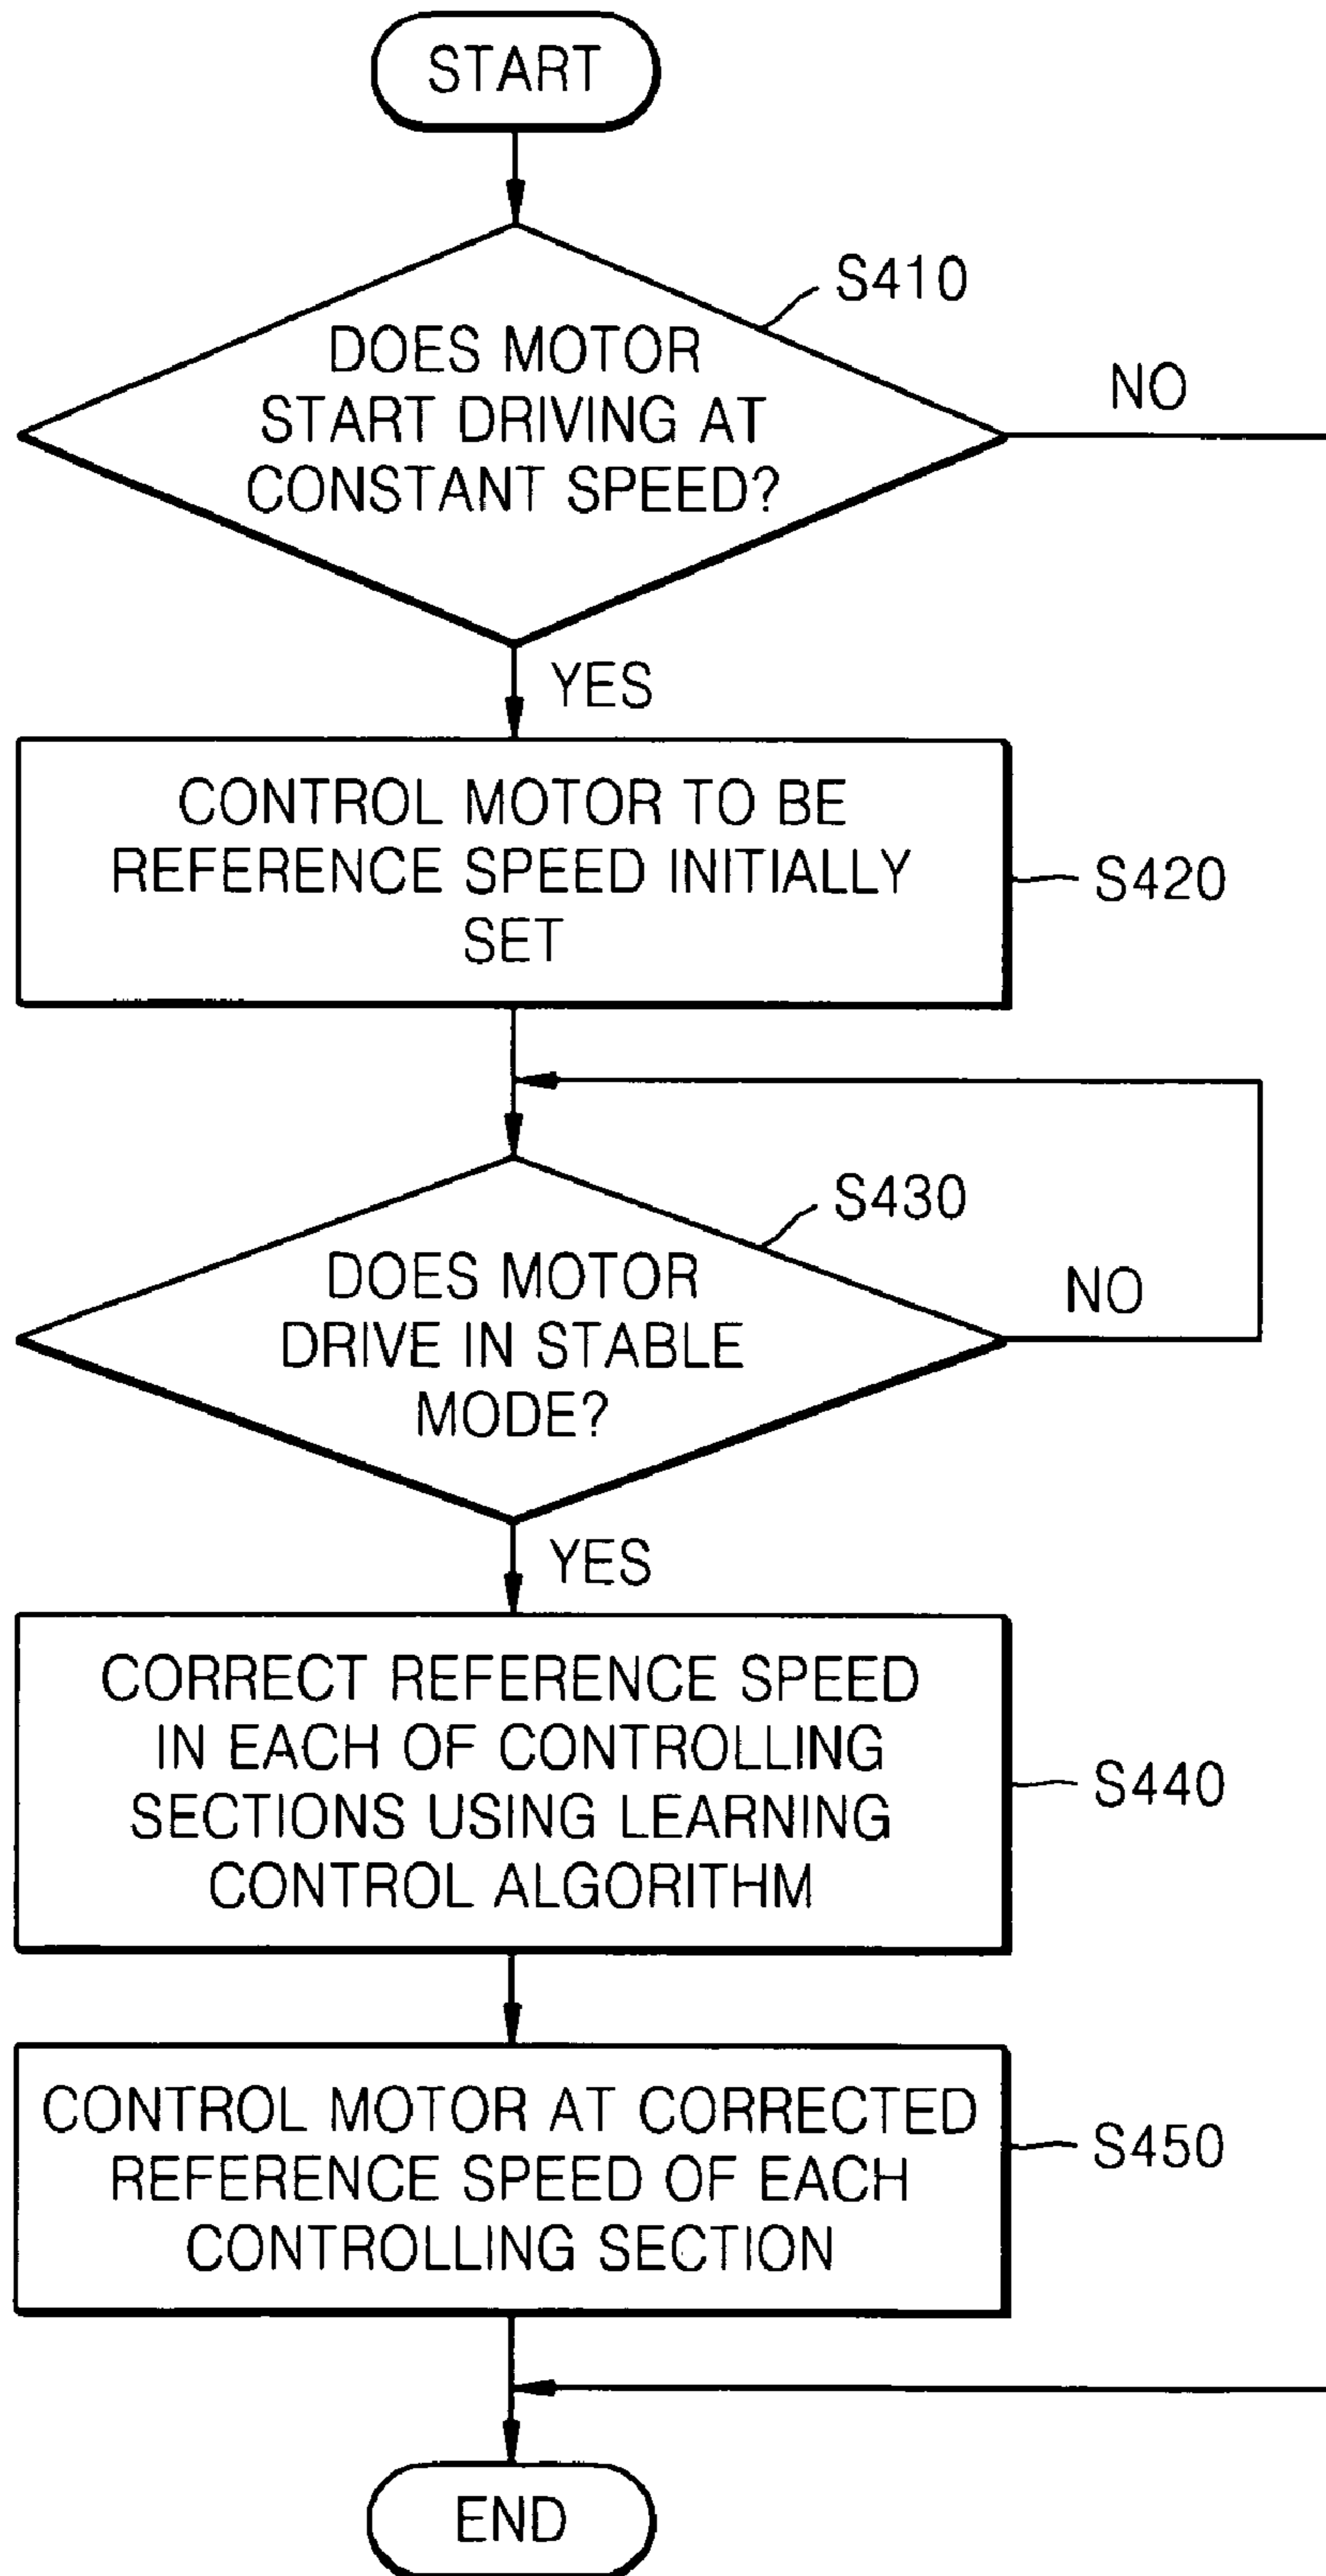 START
S410
DOES MOTOR
START DRIVING AT
CONSTANT SPEED?
NO
YES
CONTROL MOTOR TO BE
REFERENCE SPEED INITIALLY
SET
S420
S430
DOES MOTOR
DRIVE IN STABLE
MODE?
NO
YES
CORRECT REFERENCE SPEED
IN EACH OF CONTROLLING
SECTIONS USING LEARNING
CONTROL ALGORITHM
S440
CONTROL MOTOR AT CORRECTED
REFERENCE SPEED OF EACH
CONTROLLING SECTION
S450
END